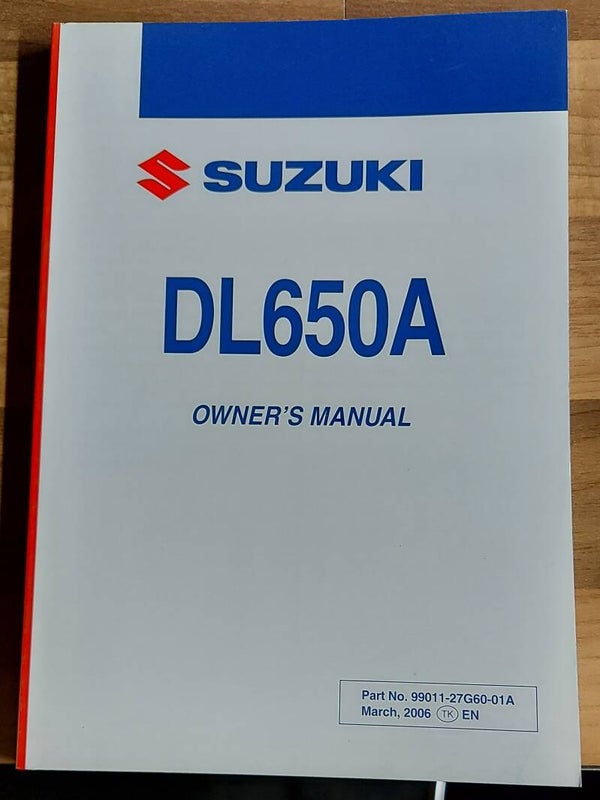 SUZUKI
DL650A
OWNER'S MANUAL
Part No. 99011-27G60-01A
March, 2006 TK EN